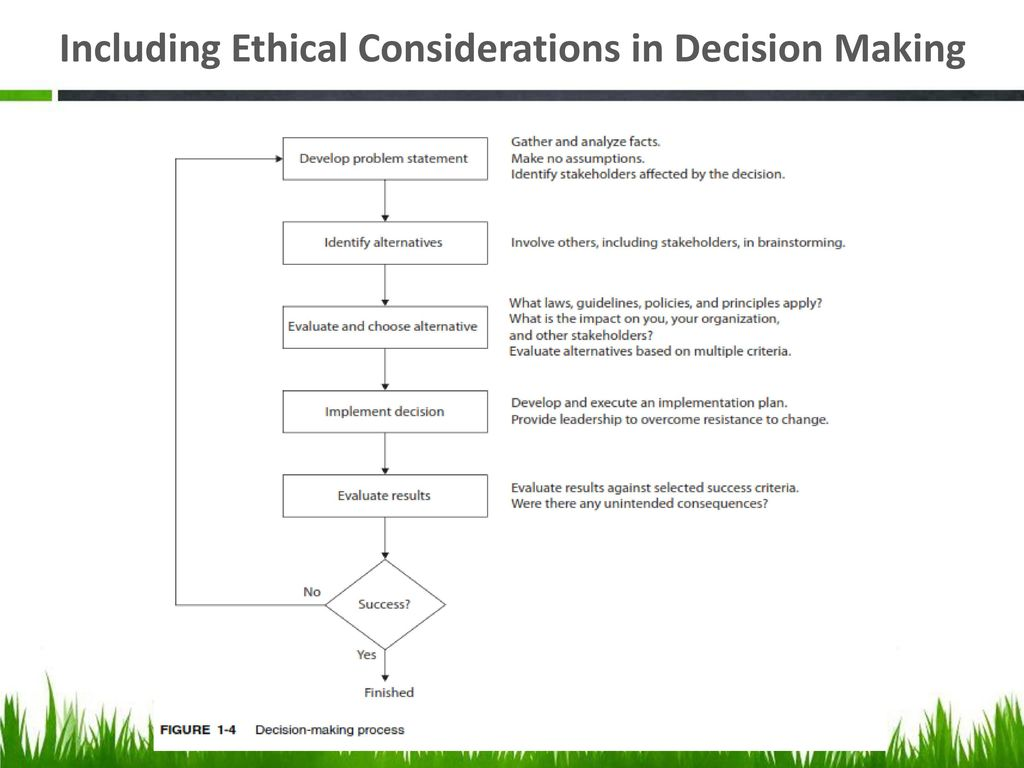 Including Ethical Considerations in Decision Making
Develop problem statement
Gather and analyze facts.
Make no assumptions.
Identify stakeholders affected by the decision.
Identify alternatives
Involve others, including stakeholders, in brainstorming.
Evaluate and choose alternative
What laws, guidelines, policies, and principles apply?
What is the impact on you, your organization,
and other stakeholders?
Evaluate alternatives based on multiple criteria.
Implement decision
Develop and execute an implementation plan.
Provide leadership to overcome resistance to change.
Evaluate results
Evaluate results against selected success criteria.
Were there any unintended consequences?
No
Success?
Yes
Finished
FIGURE 1-4 Decision-making process